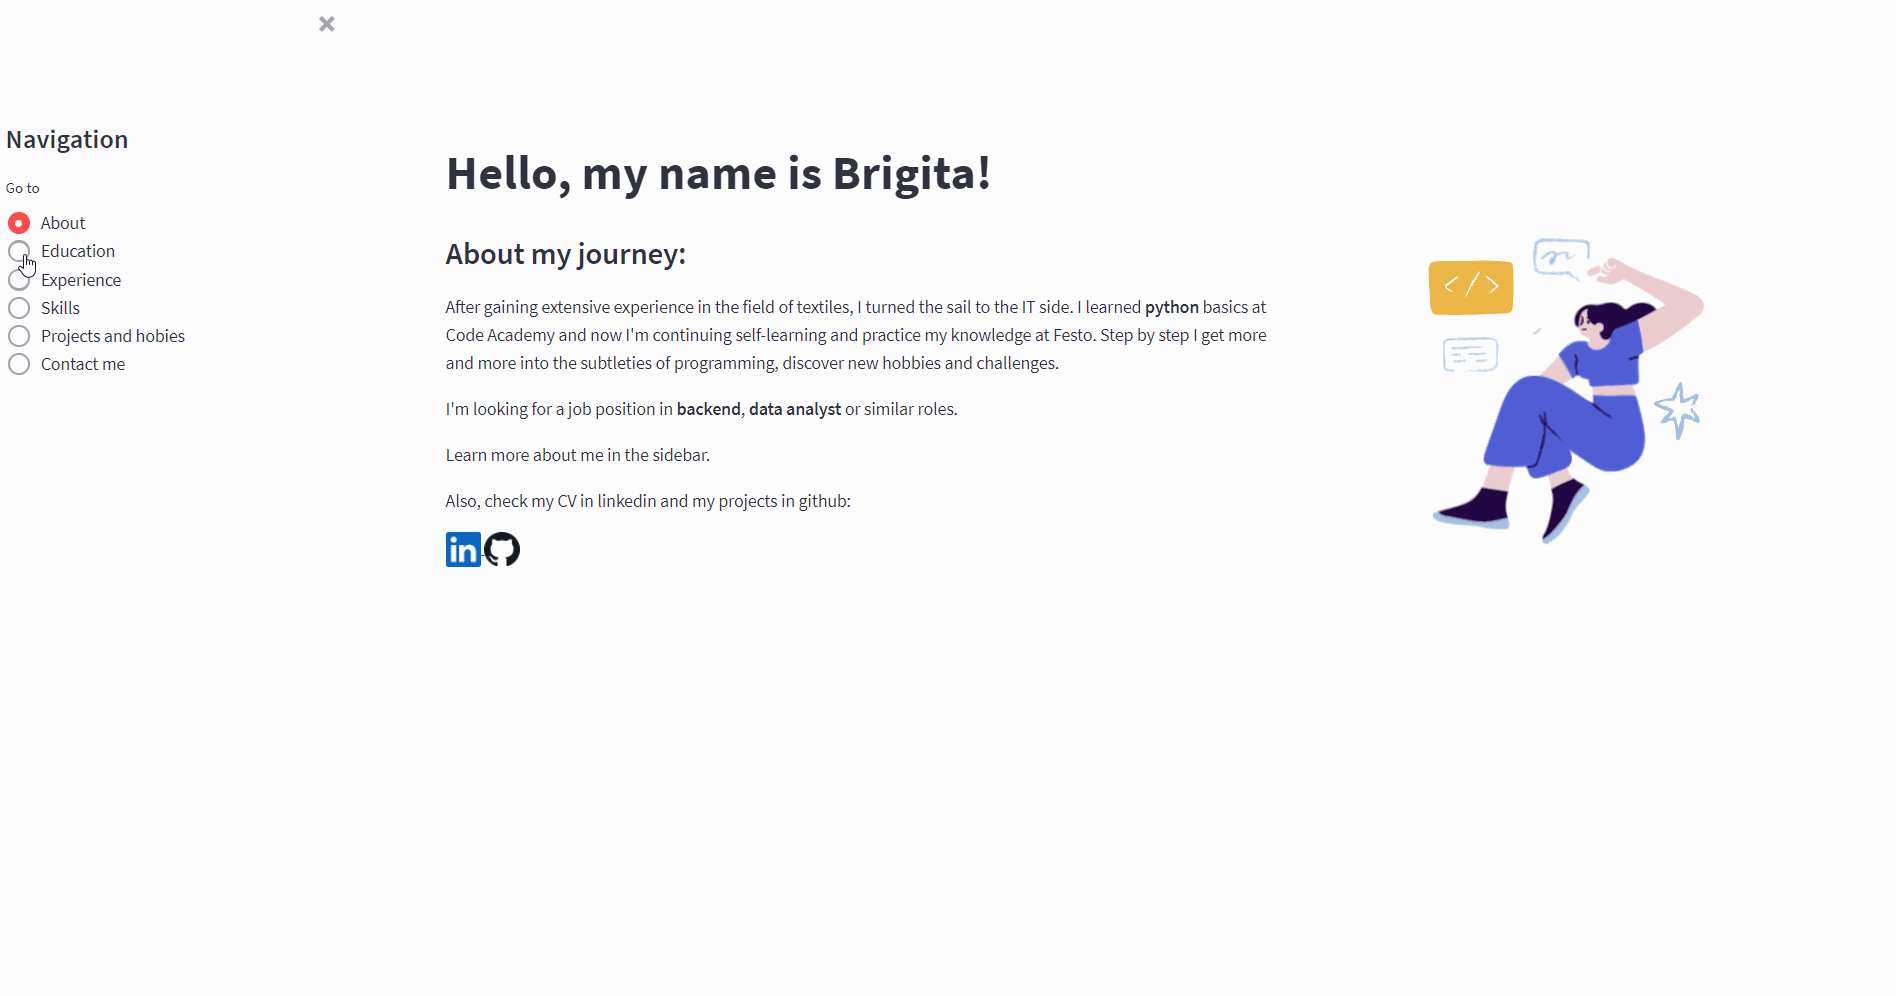 Navigation
Go to
About
Education
Experience
Skills
Projects and hobies
Contact me
Hello, my name is Brigita!
About my journey:
After gaining extensive experience in the field of textiles, I turned the sail to the IT side. I learned python basics at
Code Academy and now I'm continuing self-learning and practice my knowledge at Festo. Step by step I get more
and more into the subtleties of programming, discover new hobbies and challenges.
I'm looking for a job position in backend, data analyst or similar roles.
Learn more about me in the sidebar.
Also, check my CV in linkedin and my projects in github:
in
</>